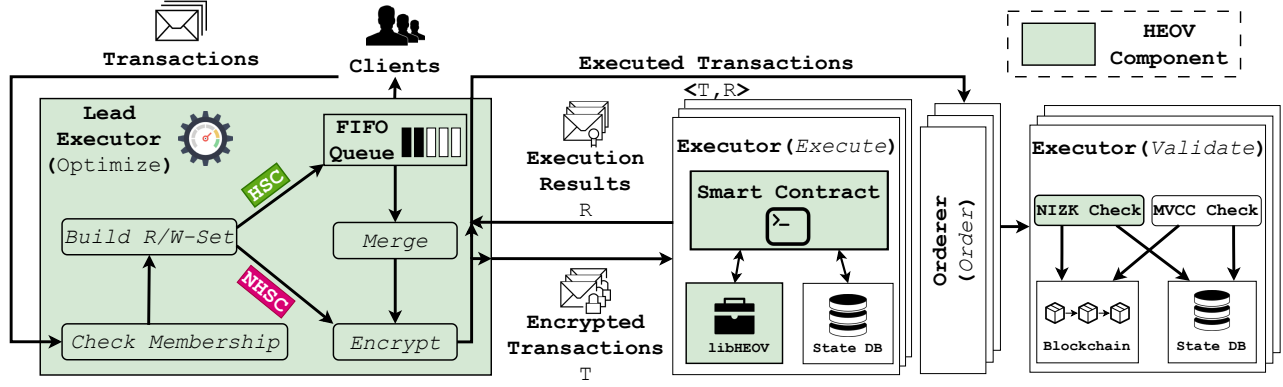 Transactions
Clients
Executed Transactions
<T,R>
HEOV
Component
Lead
Executor
(Optimize)
FIFO
Queue
HSC
Build R/W-Set
Merge
NHSC
Check Membership
Encrypt
Execution
Results
R
Encrypted
Transactions
T
Executor(Execute)
Smart Contract
libHEOV
State DB
Orderer
(Order)
Executor(Validate)
NIZK Check
MVCC Check
Blockchain
State DB